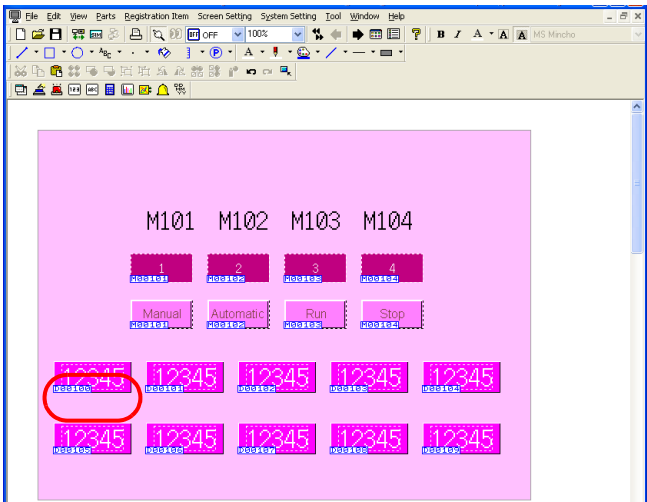 File Edit View Parts Registration Item Screen Setting System Setting Tool Window Help
OFF 100% B I A A A MS Mincho
ABC P A
123 ABC
M101 M102 M103 M104
1 2 3 4
M00101 M00102 M00103 M00104
Manual Automatic Run Stop
M00101 M00102 M00103 M00104
12345 12345 12345 12345 12345
D00100 D00101 D00102 D00103 D00104
12345 12345 12345 12345 12345
D00105 D00106 D00107 D00108 D00109